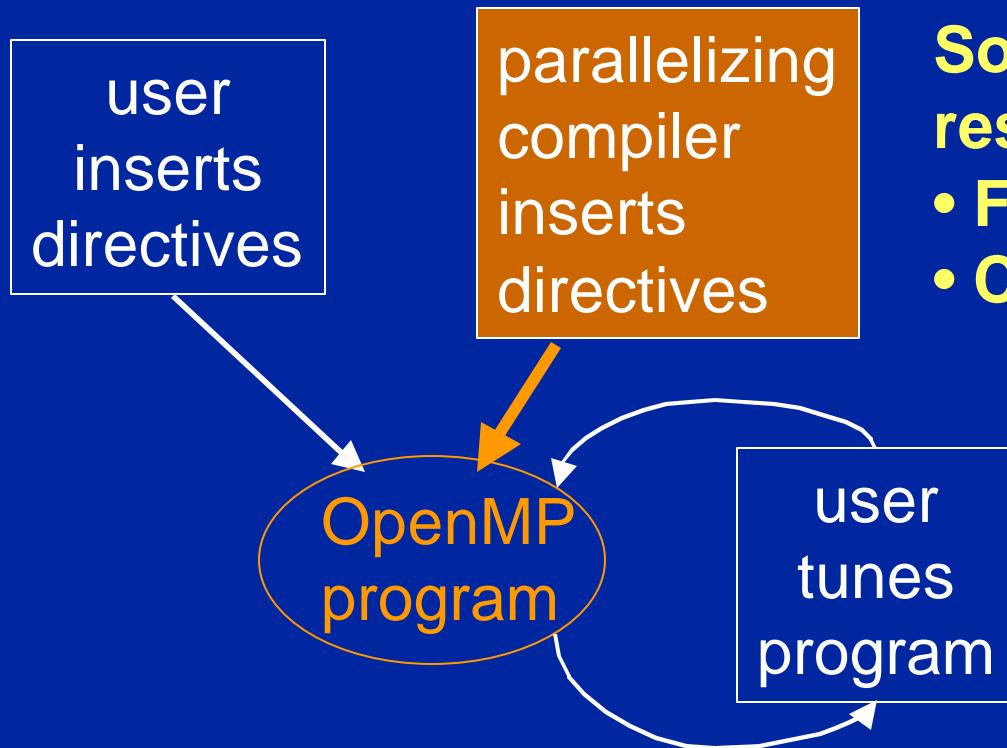 user
inserts
directives
parallelizing
compiler
inserts
directives
OpenMP
program
user
tunes
program